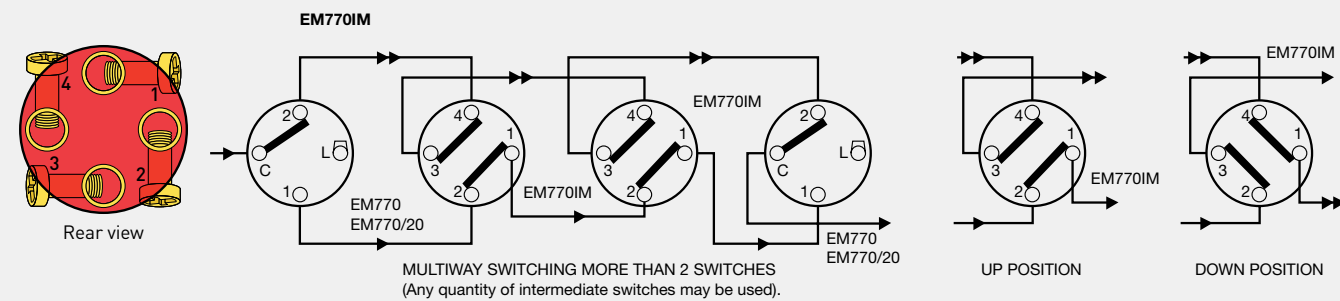 EM770IM
4
1
3
2
Rear view
2
C
L
1
EM770
EM770/20
4
1
3
2
EM770IM
EM770IM
4
1
3
2
2
C
L
1
EM770
EM770/20
MULTIWAY SWITCHING MORE THAN 2 SWITCHES
(Any quantity of intermediate switches may be used).
4
1
3
2
EM770IM
UP POSITION
EM770IM
4
1
3
2
DOWN POSITION